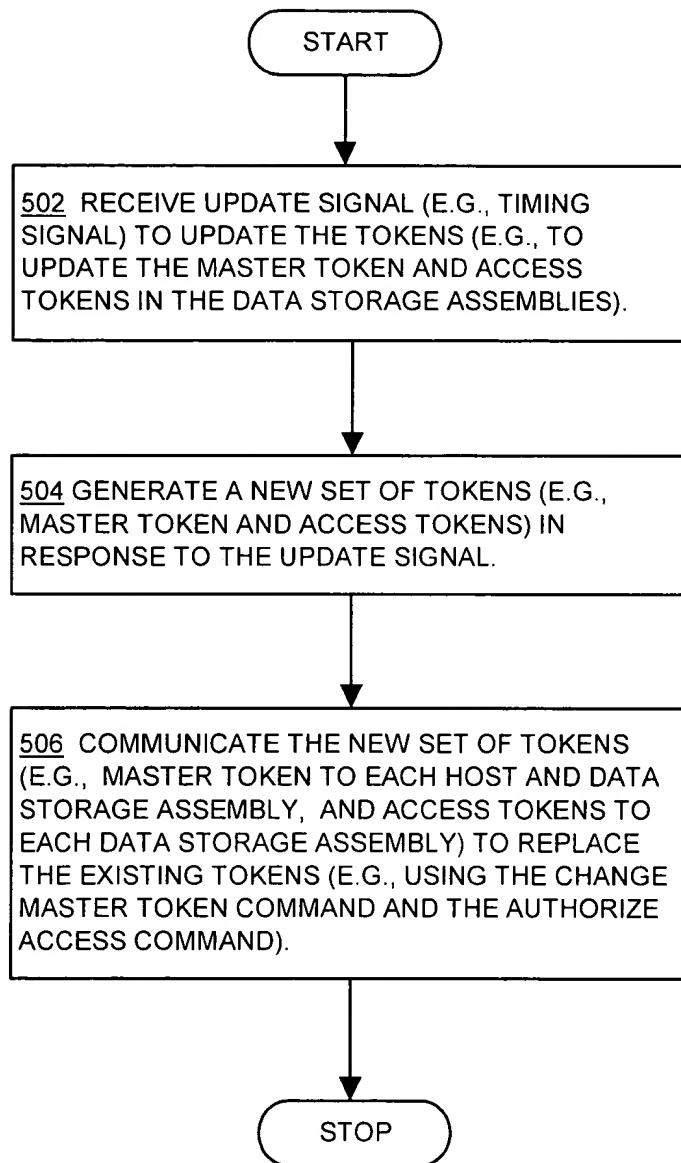 START
502 RECEIVE UPDATE SIGNAL (E.G., TIMING
SIGNAL) TO UPDATE THE TOKENS (E.G., TO
UPDATE THE MASTER TOKEN AND ACCESS
TOKENS IN THE DATA STORAGE ASSEMBLIES).
504 GENERATE A NEW SET OF TOKENS (E.G.,
MASTER TOKEN AND ACCESS TOKENS) IN
RESPONSE TO THE UPDATE SIGNAL.
506 COMMUNICATE THE NEW SET OF TOKENS
(E.G., MASTER TOKEN TO EACH HOST AND DATA
STORAGE ASSEMBLY, AND ACCESS TOKENS TO
EACH DATA STORAGE ASSEMBLY) TO REPLACE
THE EXISTING TOKENS (E.G., USING THE CHANGE
MASTER TOKEN COMMAND AND THE AUTHORIZE
ACCESS COMMAND).
STOP